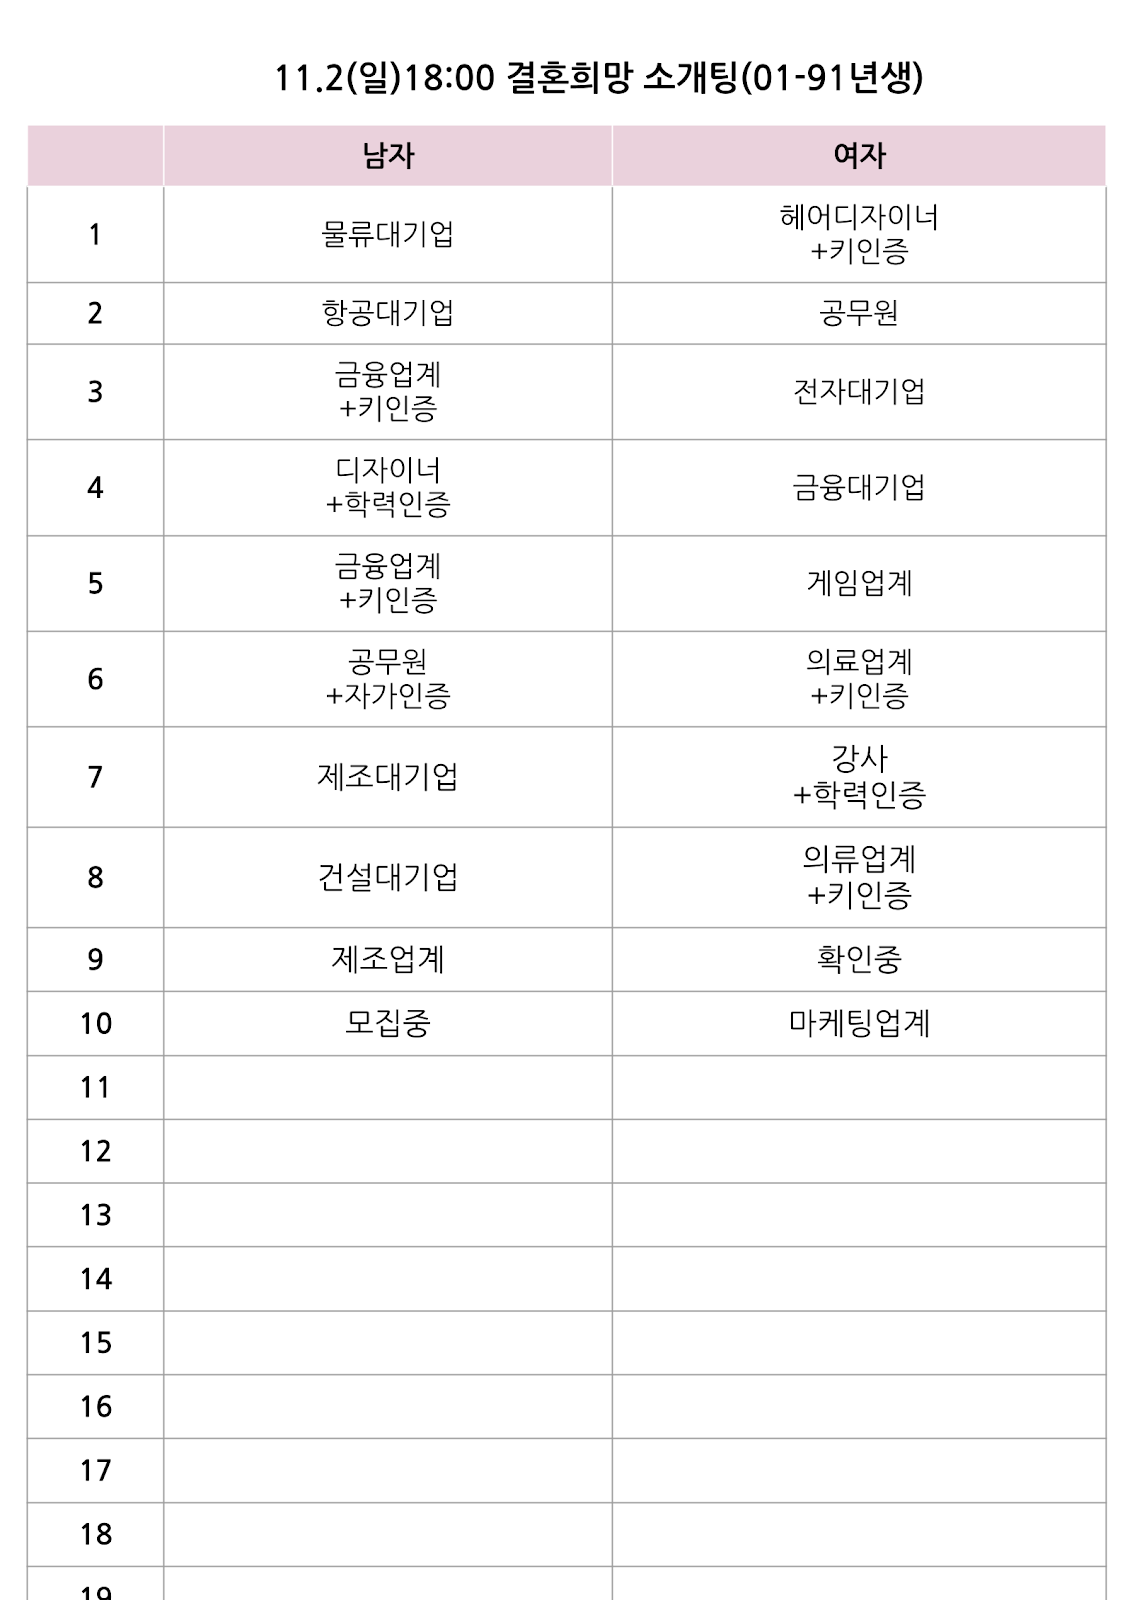 11.2(일)18:00 결혼희망 소개팅(01-91년생)
남자 여자
1 물류대기업 헤어디자이너
+키인증
2 항공대기업 공무원
3 금융업계
+키인증 전자대기업
4 디자이너
+학력인증 금융대기업
5 금융업계
+키인증 게임업계
6 공무원
+자가인증 의료업계
+키인증
7 제조대기업 강사
+학력인증
8 건설대기업 의류업계
+키인증
9 제조업계 확인중
10 모집중 마케팅업계
11
12
13
14
15
16
17
18
19